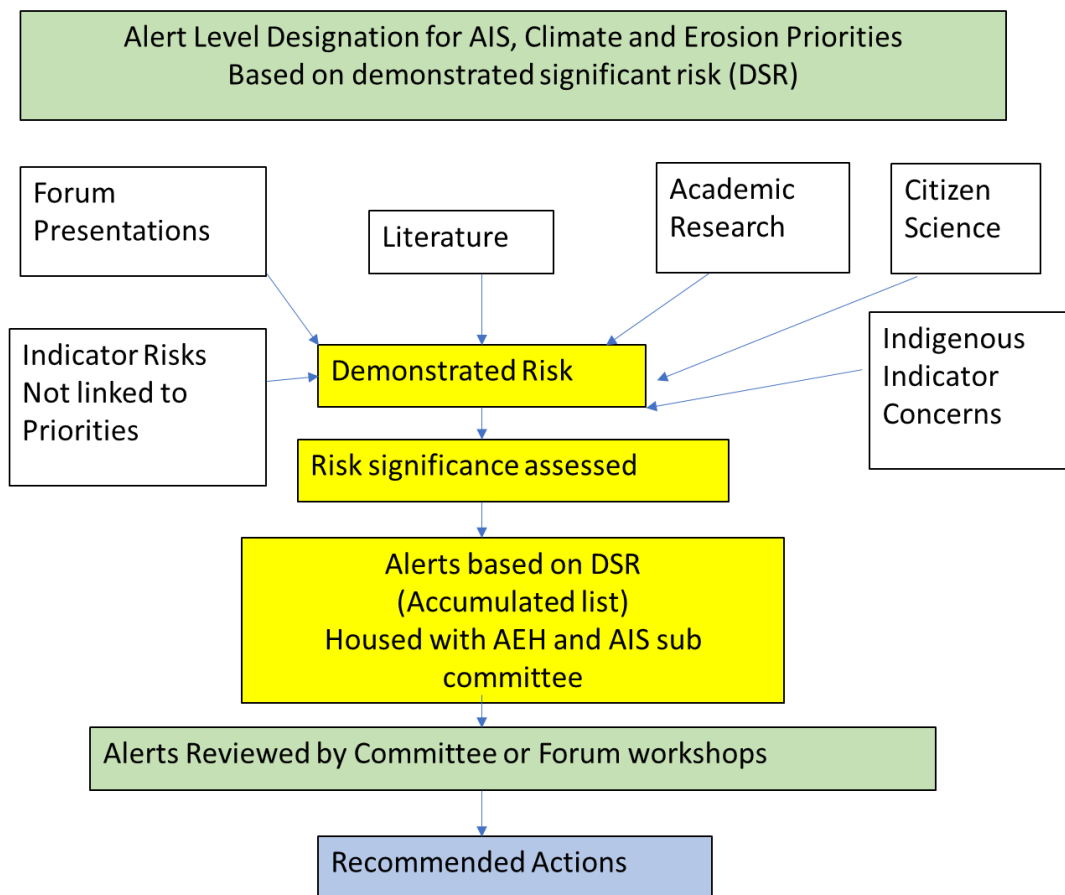 Alert Level Designation for AIS, Climate and Erosion Priorities
Based on demonstrated significant risk (DSR)
Forum
Presentations
Literature
Academic
Research
Citizen
Science
Indicator Risks
Not linked to
Priorities
Demonstrated Risk
Indigenous
Indicator
Concerns
Risk significance assessed
Alerts based on DSR
(Accumulated list)
Housed with AEH and AIS sub
committee
Alerts Reviewed by Committee or Forum workshops
Recommended Actions